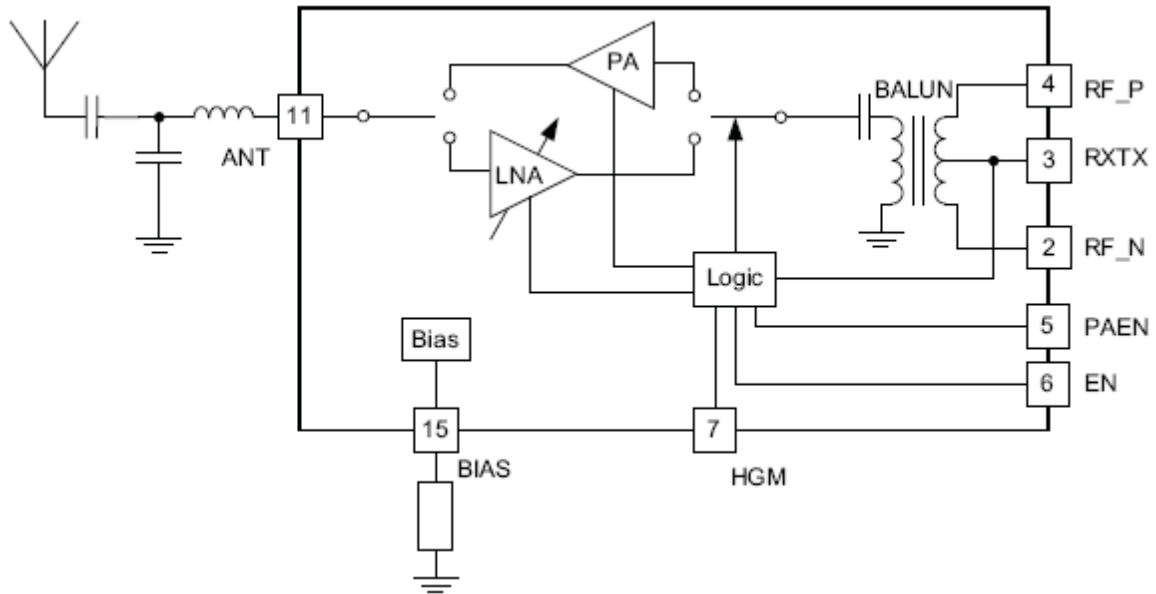 PA
BALUN
4
RF_P
11
ANT
3
RXTX
LNA
2
RF_N
Logic
5
PAEN
Bias
6
EN
15
7
BIAS
HGM